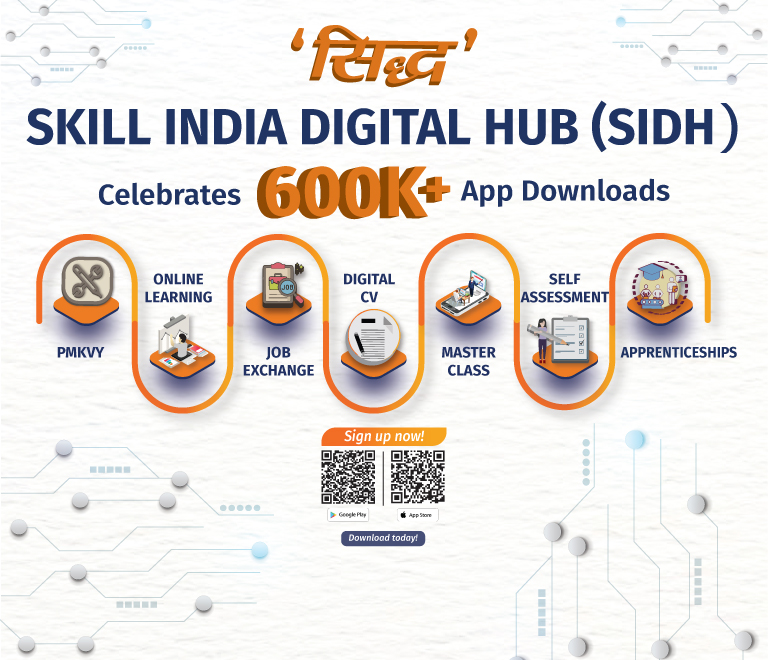 'सिद्ध'
SKILL INDIA DIGITAL HUB (SIDH)
Celebrates 600K+ App Downloads
PMKVY
ONLINE
LEARNING
JOB
JOB
EXCHANGE
DIGITAL
CV
MASTER
CLASS
SELF
ASSESSMENT
APPRENTICESHIPS
Sign up now!
Google Play
App Store
Download today!